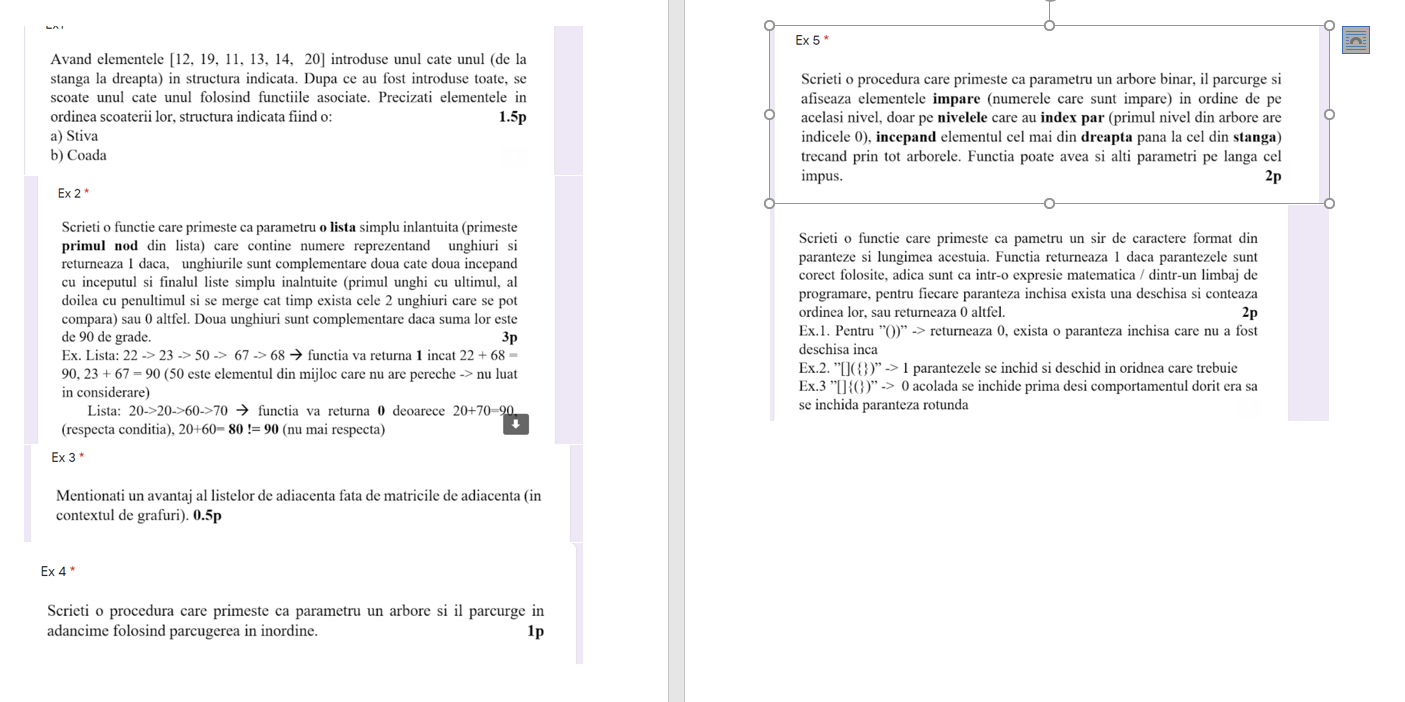 Avand elementele [12, 19, 11, 13, 14, 20] introduse unul cate unul (de la
stanga la dreapta) in structura indicata. Dupa ce au fost introduse toate, se
scoate unul cate unul folosind functiile asociate. Precizati elementele in
ordinea scoaterii lor, structura indicata fiind o: 1.5p
a) Stiva
b) Coada
Ex 2 *
Scrieti o functie care primeste ca parametru o lista simplu inlantuita (primeste
primul nod din lista) care contine numere reprezentand unghiuri si
returneaza 1 daca, unghiurile sunt complementare doua cate doua incepand
cu inceputul si finalul liste simplu inalntuite (primul unghi cu ultimul, al
doilea cu penultimul si se merge cat timp exista cele 2 unghiuri care se pot
compara) sau 0 altfel. Doua unghiuri sunt complementare daca suma lor este
de 90 de grade. 3p
Ex. Lista: 22 -> 23 -> 50 -> 67 -> 68 → functia va returna 1 incat 22 + 68 =
90, 23 + 67 = 90 (50 este elementul din mijloc care nu are pereche -> nu luat
in considerare)
Lista: 20->20->60->70 → functia va returna 0 deoarece 20+70=90
(respecta conditia), 20+60= 80 != 90 (nu mai respecta)
Ex 3 *
Mentionati un avantaj al listelor de adiacenta fata de matricile de adiacenta (in
contextul de grafuri). 0.5p
Ex 4 *
Scrieti o procedura care primeste ca parametru un arbore si il parcurge in
adancime folosind parcugerea in inordine. 1p
Ex 5 *
Scrieti o procedura care primeste ca parametru un arbore binar, il parcurge si
afiseaza elementele impare (numerele care sunt impare) in ordine de pe
acelasi nivel, doar pe nivelele care au index par (primul nivel din arbore are
indicele 0), incepand elementul cel mai din dreapta pana la cel din stanga)
trecand prin tot arborele. Functia poate avea si alti parametri pe langa cel
impus. 2p
Scrieti o functie care primeste ca pametru un sir de caractere format din
paranteze si lungimea acestuia. Functia returneaza 1 daca parantezele sunt
corect folosite, adica sunt ca intr-o expresie matematica / dintr-un limbaj de
programare, pentru fiecare paranteza inchisa exista una deschisa si conteaza
ordinea lor, sau returneaza 0 altfel. 2p
Ex.1. Pentru ”())” -> returneaza 0, exista o paranteza inchisa care nu a fost
deschisa inca
Ex.2. ”[]({})” -> 1 parantezele se inchid si deschid in oridnea care trebuie
Ex.3 ”[]{(})” -> 0 acolada se inchide prima desi comportamentul dorit era sa
se inchida paranteza rotunda